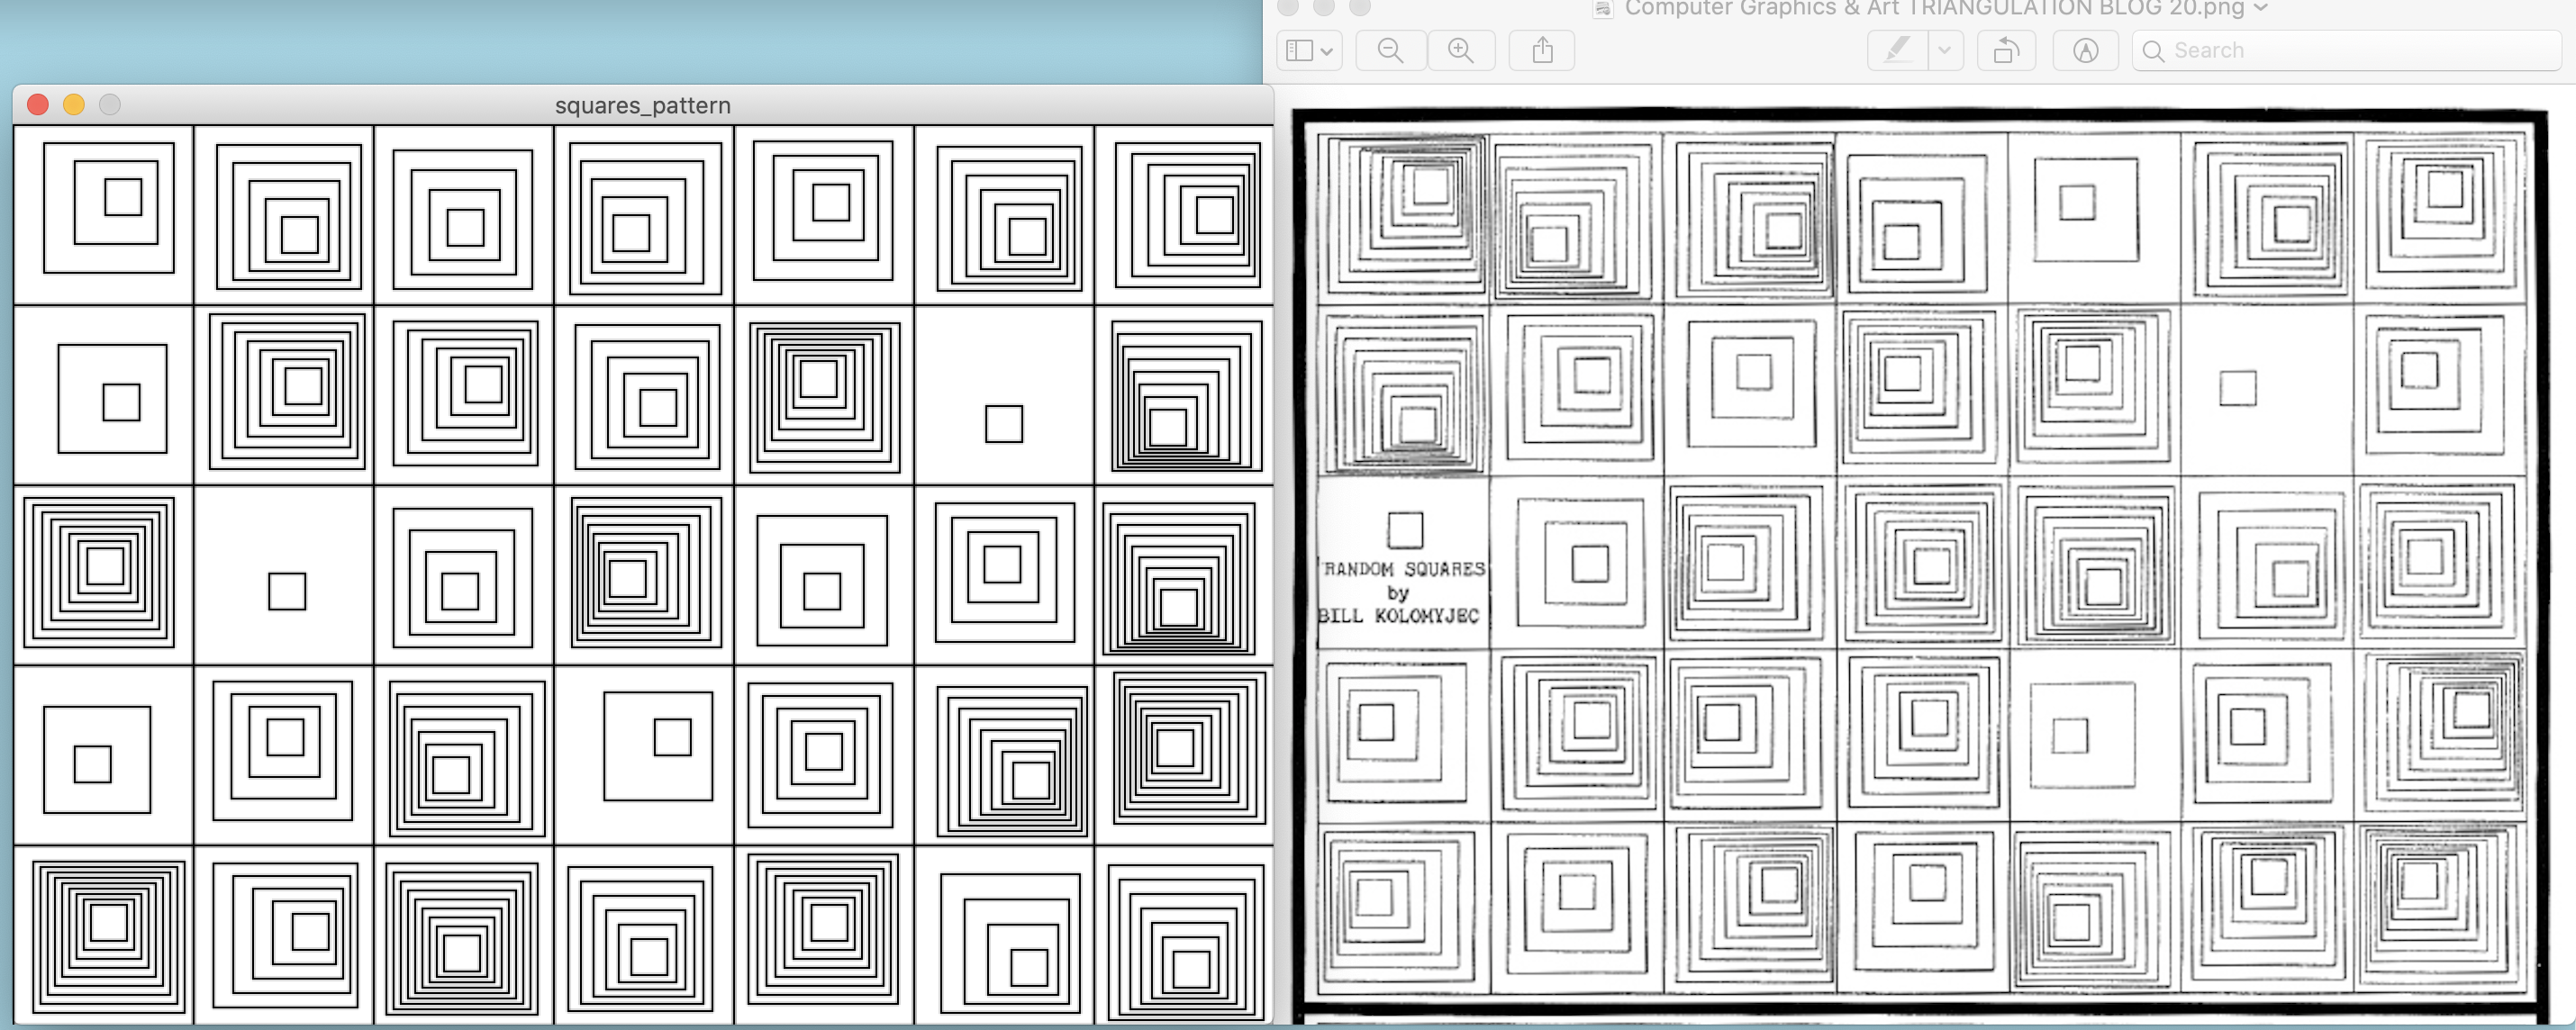 Computer Graphics & Art TRIANGULATION BLOG 20.png
Search
squares_pattern
RANDOM SQUARES
by
BILL KOLOMYJEC